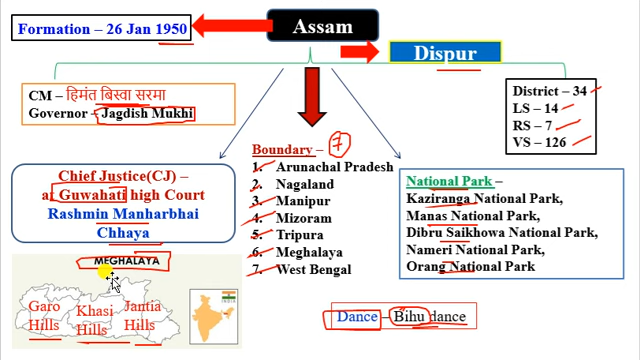 Assam
Formation – 26 Jan 1950
Dispur
CM – हिमंत बिस्वा सरमा
Governor – Jagdish Mukhi
District – 34
LS – 14
RS – 7
VS – 126
Chief Justice(CJ) –
a Guwahati high Court
Rashmin Manharbhai
Chhaya
Boundary – 7
1. Arunachal Pradesh
2. Nagaland
3. Manipur
4. Mizoram
5. Tripura
6. Meghalaya
7. West Bengal
National Park –
Kaziranga National Park,
Manas National Park,
Dibru Saikhowa National Park,
Nameri National Park,
Orang National Park
MEGHALAYA
Garo
Hills
Khasi
Hills
Jantia
Hills
INDIA
Dance – Bihu dance